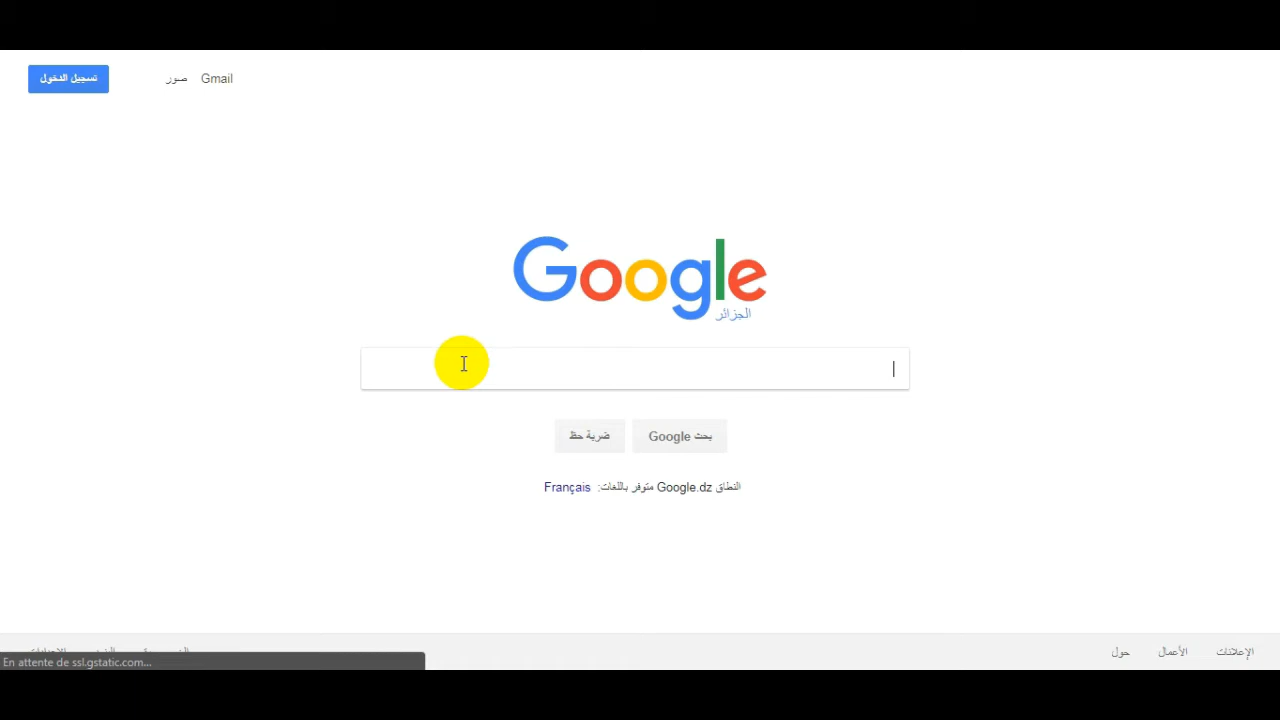 تسجيل الدخول صور Gmail
Google
الجزائر
بحث Google ضربة حظ
النطاق Google.dz متوفر باللغات: Français
الإعلانات الأعمال حول
En attente de ssl.gstatic.com...